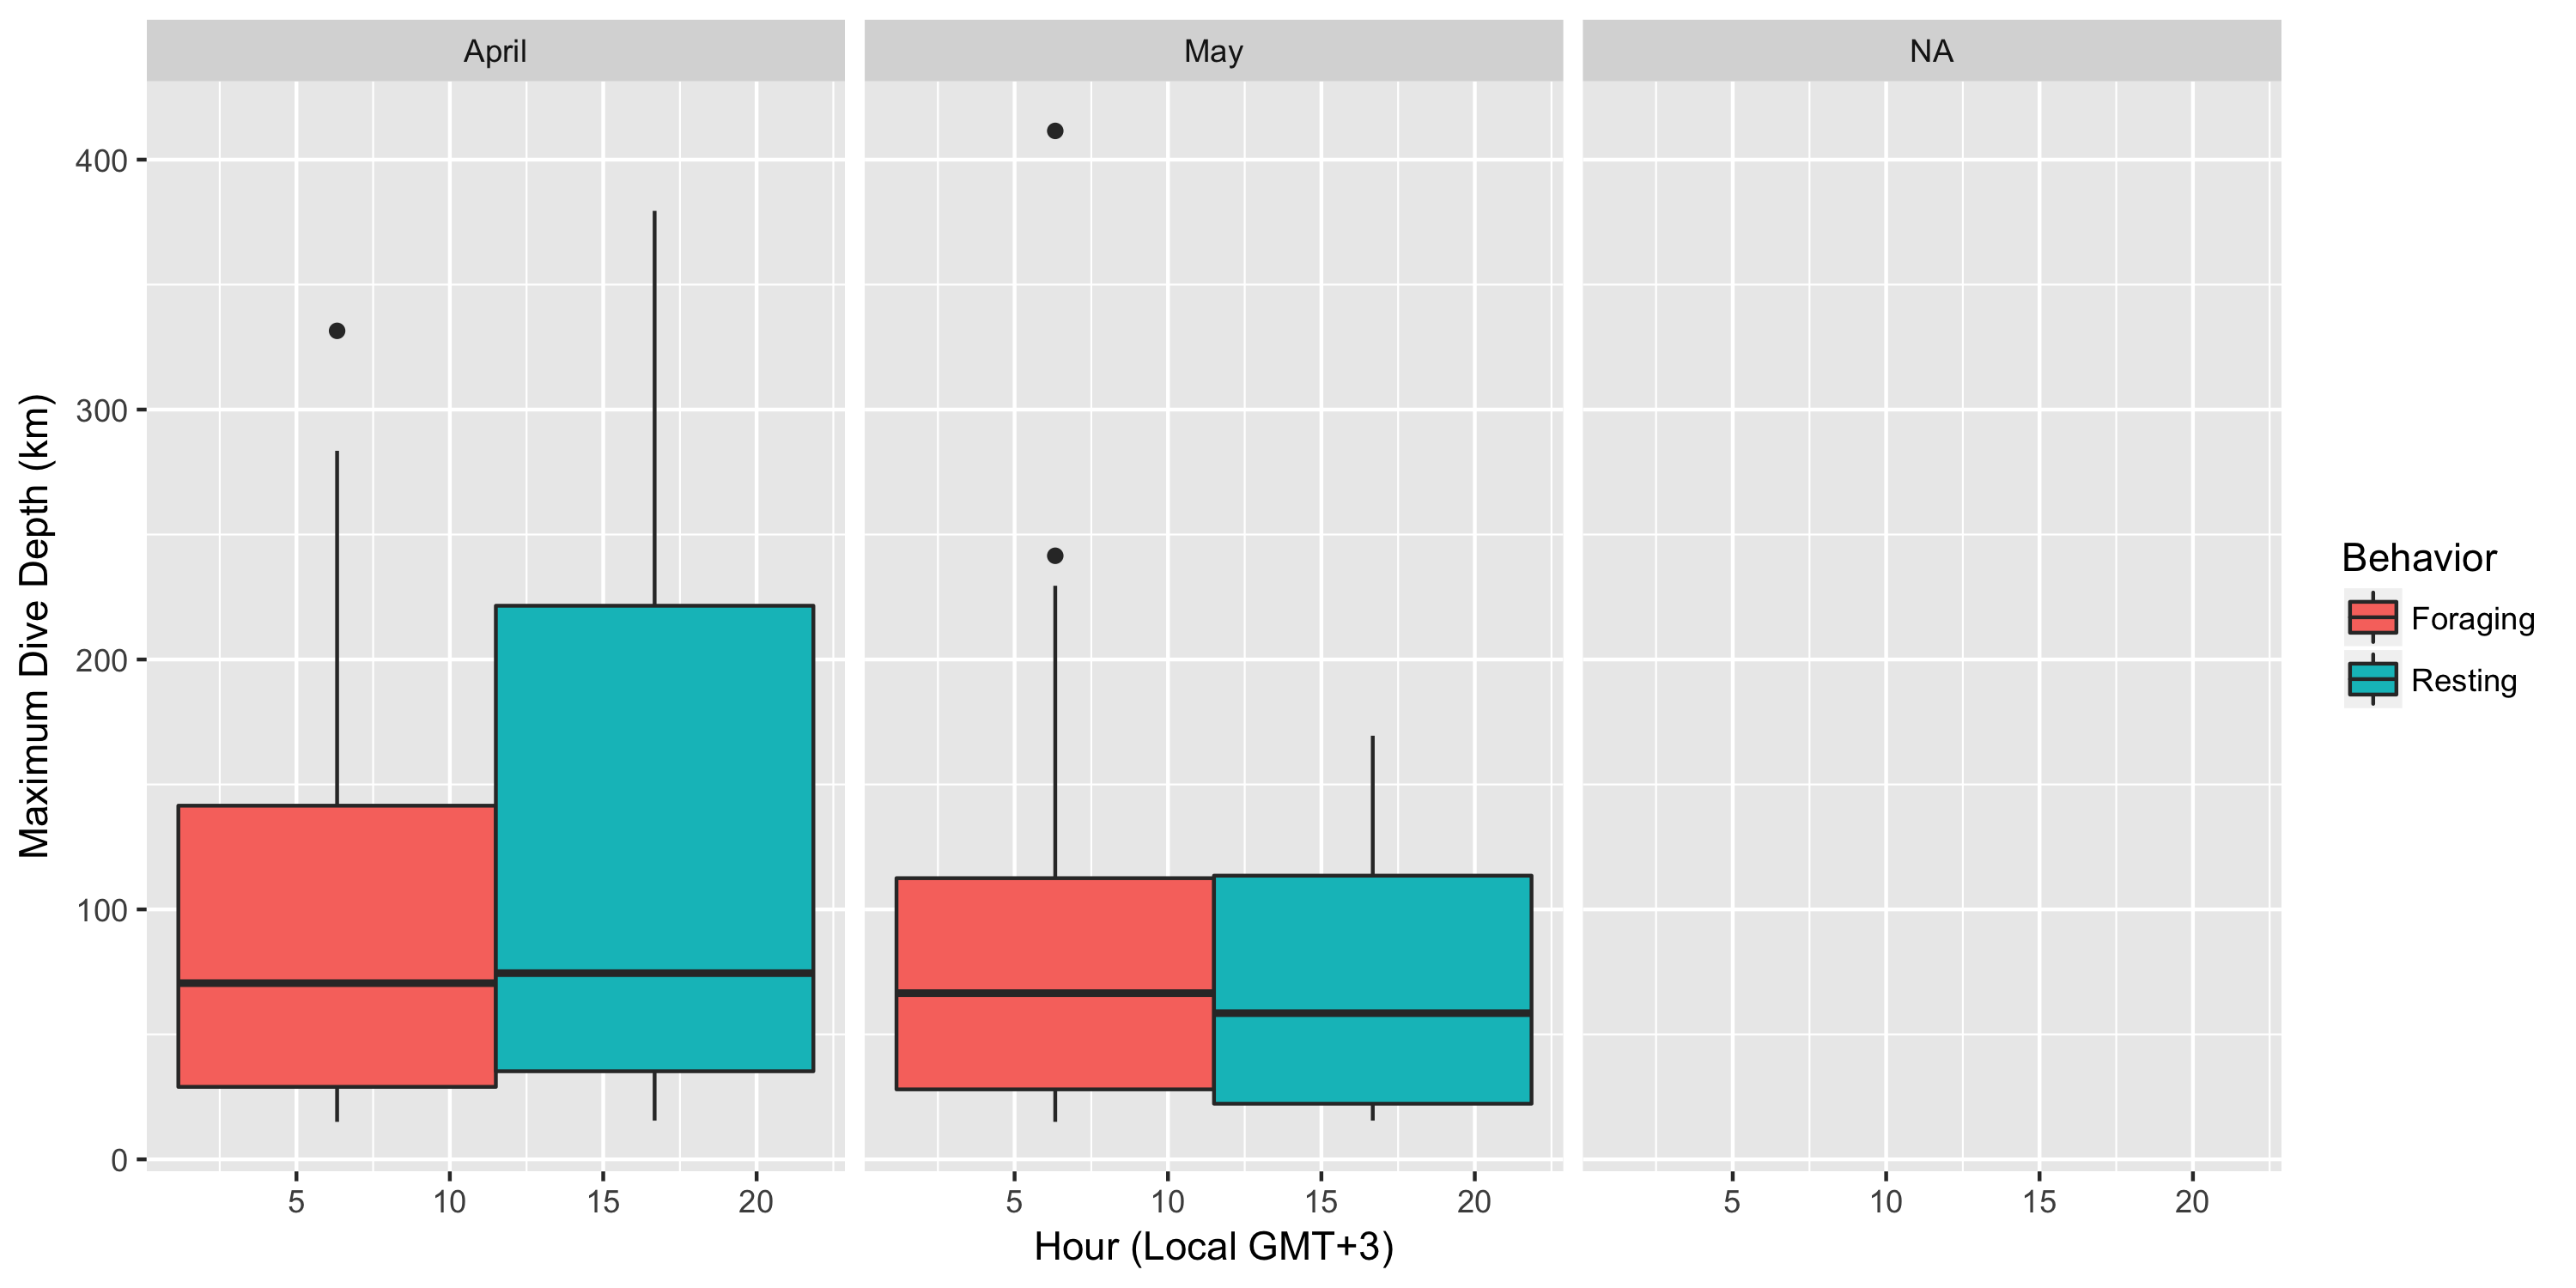 April May NA
Maximum Dive Depth (km)
400
300
200
100
0
5 10 15 20 5 10 15 20 5 10 15 20
Hour (Local GMT+3)
Behavior
Foraging
Resting